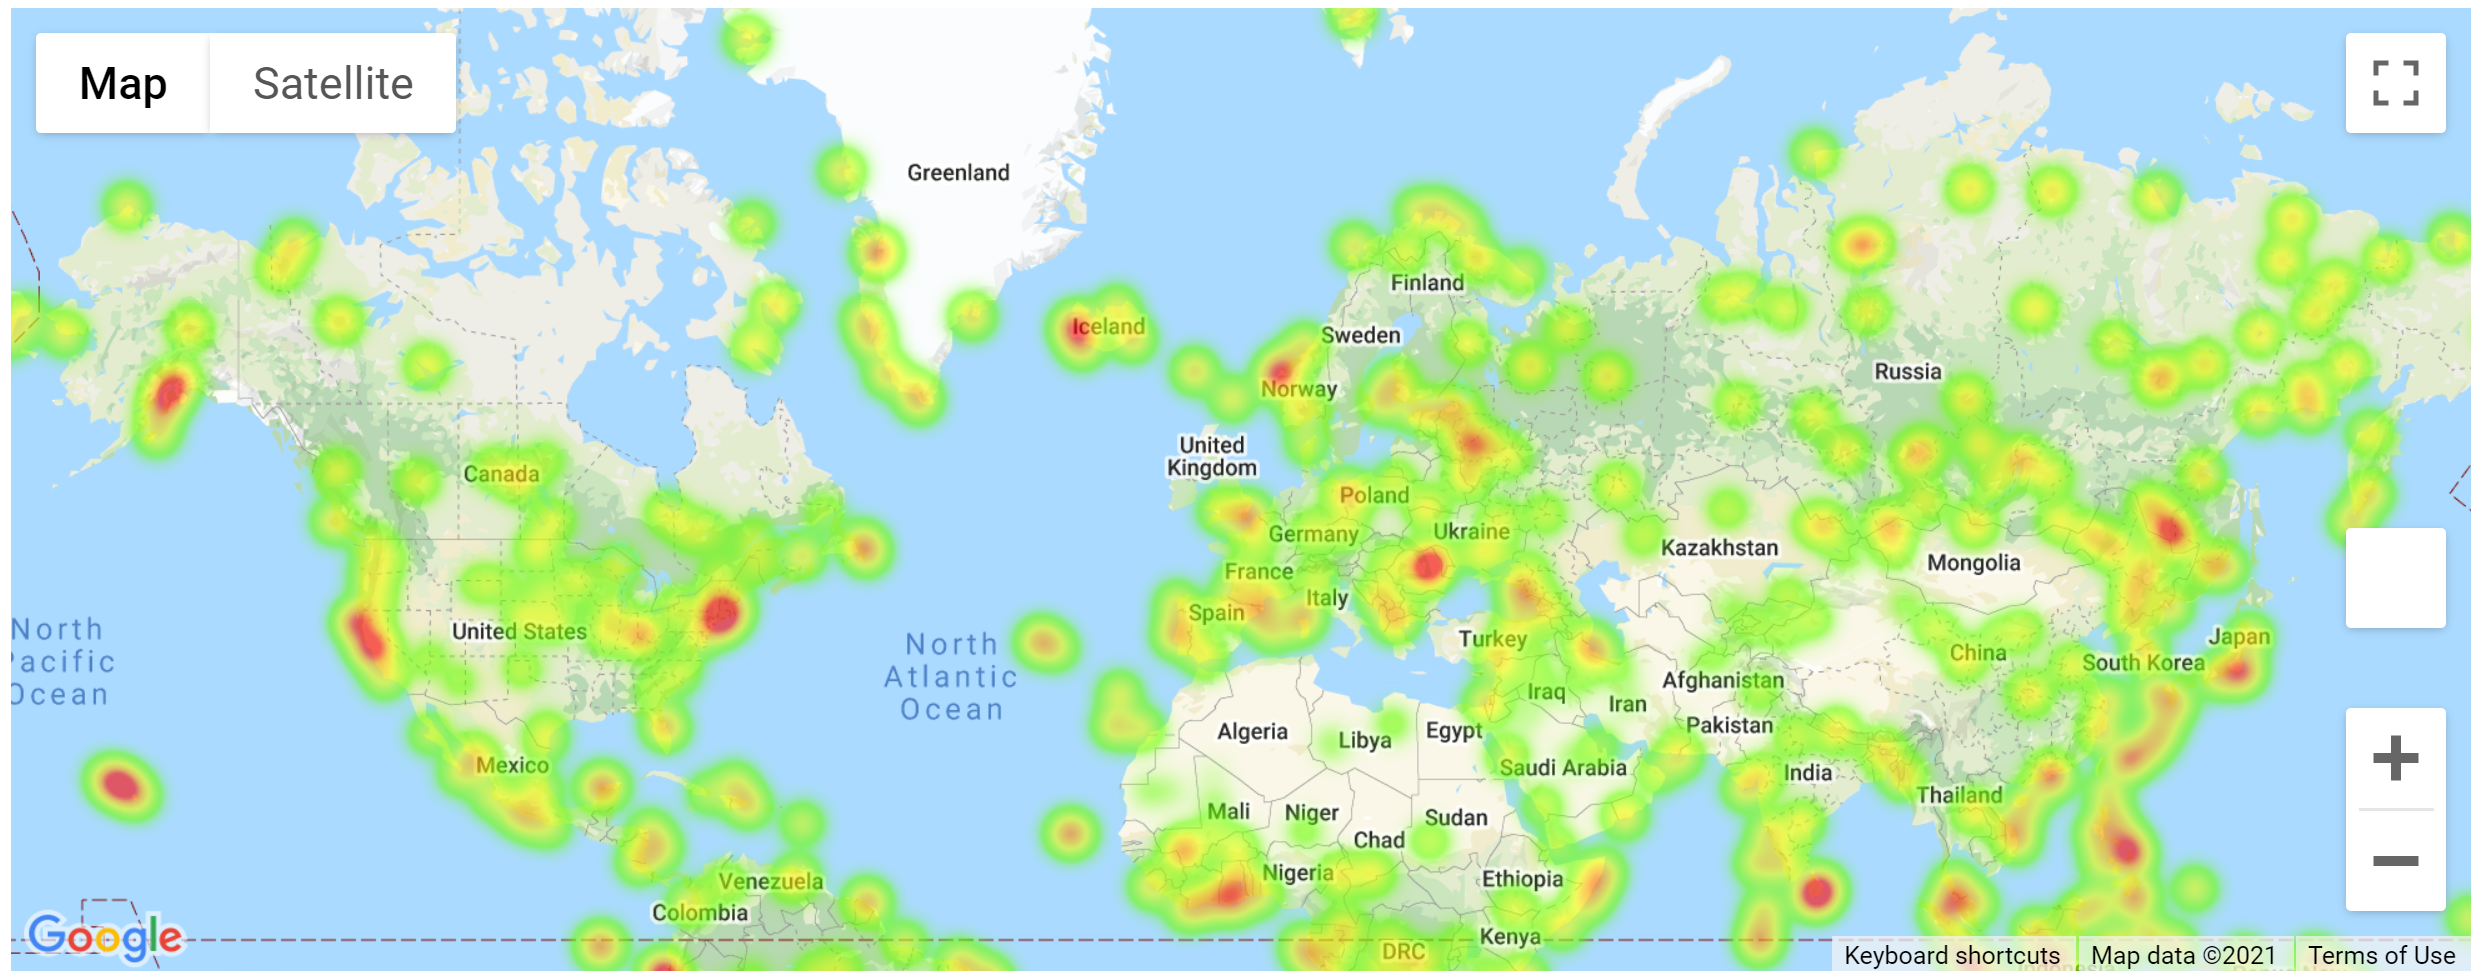 Map
Satellite
Greenland
Finland
Iceland
Sweden
Norway
Russia
United
Kingdom
Canada
Poland
Germany
Ukraine
Kazakhstan
Mongolia
France
Italy
Spain
United States
North
Pacific
Ocean
North
Atlantic
Ocean
Turkey
Japan
China
South Korea
Afghanistan
Iraq
Iran
Pakistan
Algeria
Libya
Egypt
Mexico
Saudi Arabia
India
Thailand
Mali
Niger
Sudan
Chad
Nigeria
Ethiopia
Venezuela
Colombia
Kenya
DRC
Google
Keyboard shortcuts
Map data ©2021
Terms of Use